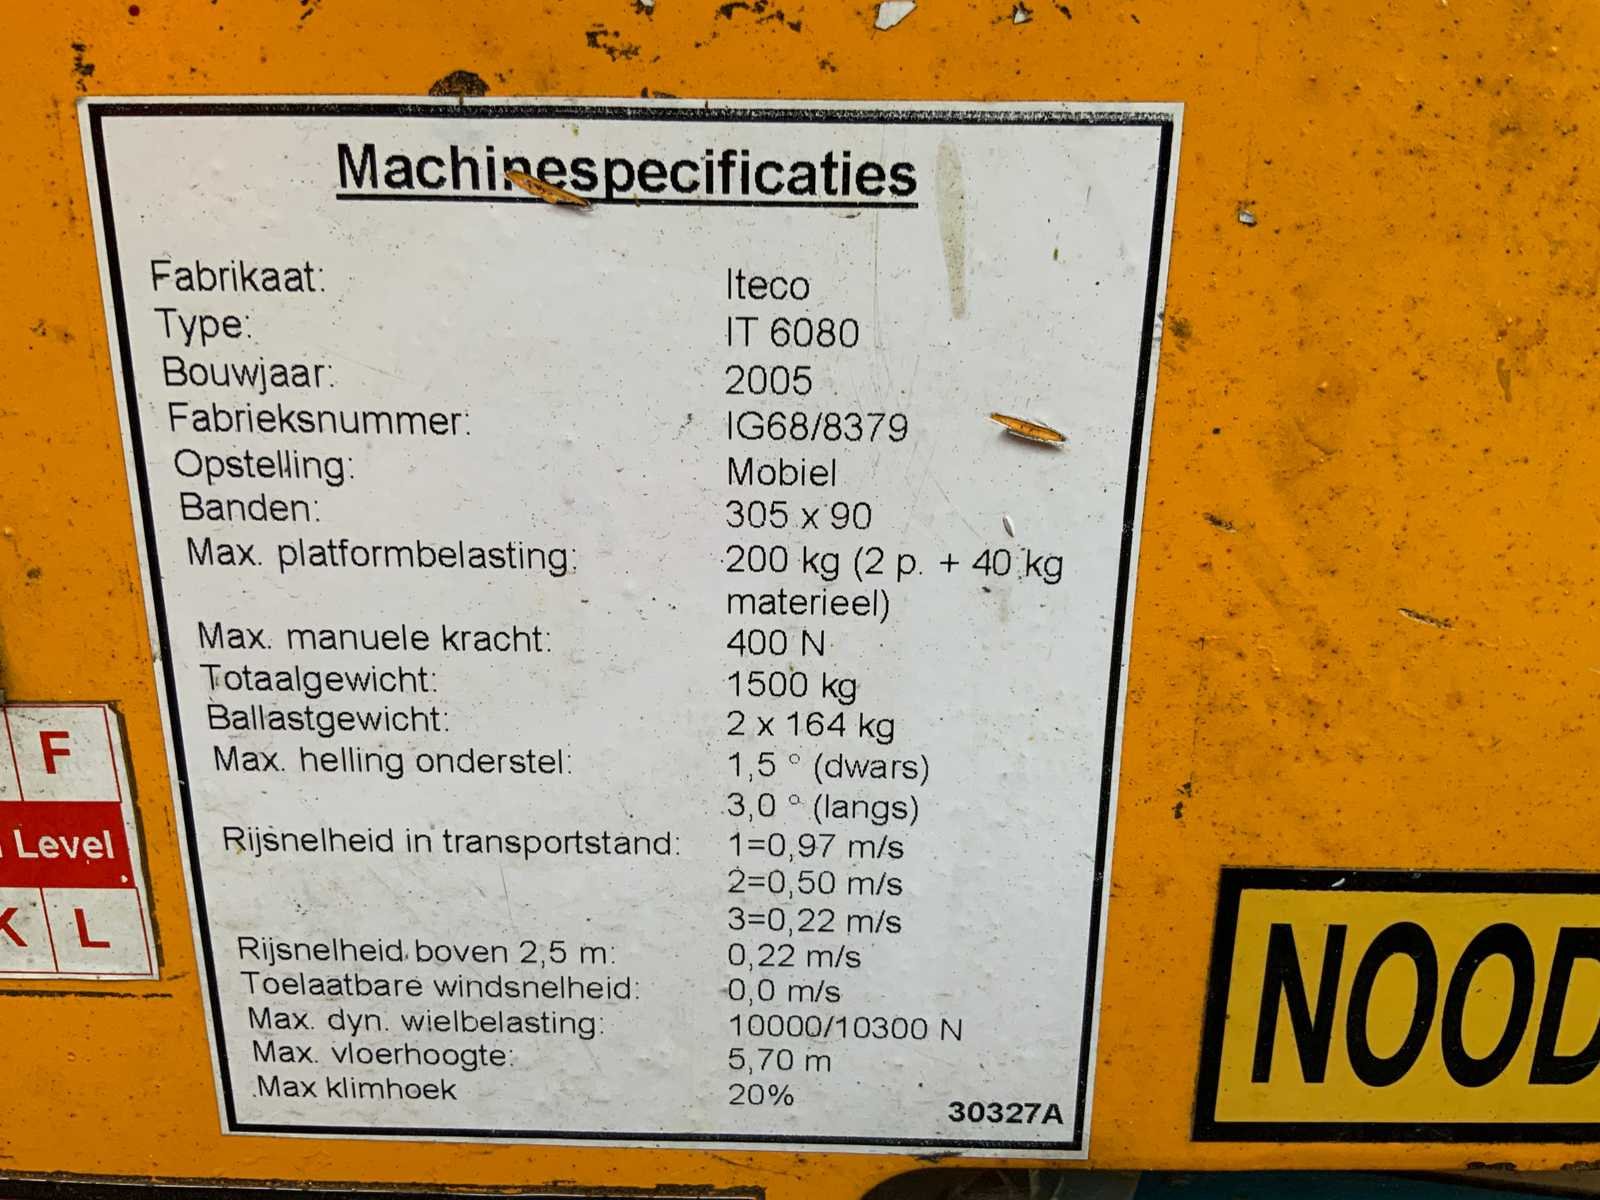 Machinespecificaties
Fabrikaat: Iteco
Type: IT 6080
Bouwjaar: 2005
Fabrieksnummer: IG68/8379
Opstelling: Mobiel
Banden: 305 x 90
Max. platformbelasting: 200 kg (2 p. + 40 kg
materieel)
Max. manuele kracht: 400 N
Totaalgewicht: 1500 kg
Ballastgewicht: 2 x 164 kg
Max. helling onderstel: 1,5 ° (dwars)
3,0 ° (langs)
Rijsnelheid in transportstand: 1=0,97 m/s
2=0,50 m/s
3=0,22 m/s
Rijsnelheid boven 2,5 m: 0,22 m/s
Toelaatbare windsnelheid: 0,0 m/s
Max. dyn. wielbelasting: 10000/10300 N
Max. vloerhoogte: 5,70 m
Max klimhoek 20%
30327A
F
Level
K L
NOOD